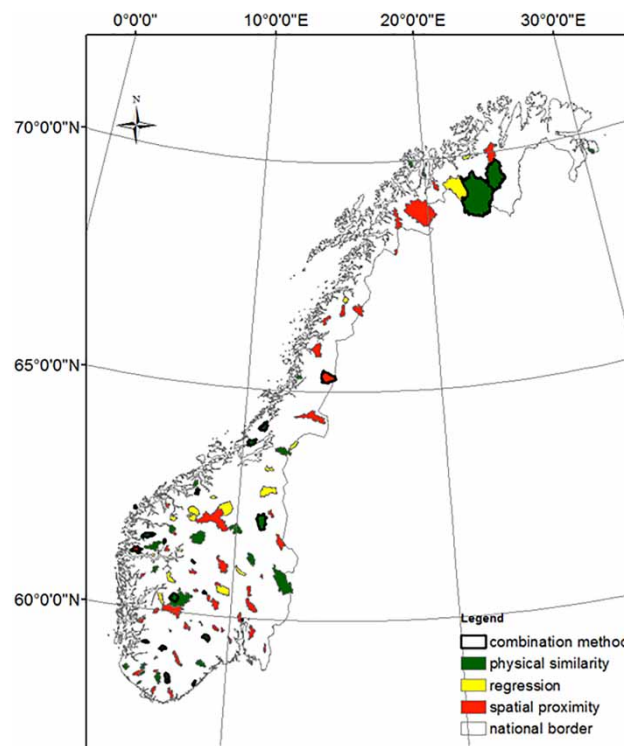 0°0'0" 10°0'0"E 20°0'0"E 30°0'0"E
N
70°0'0"N
65°0'0"N
60°0'0"N
Legend
combination method
physical similarity
regression
spatial proximity
national border